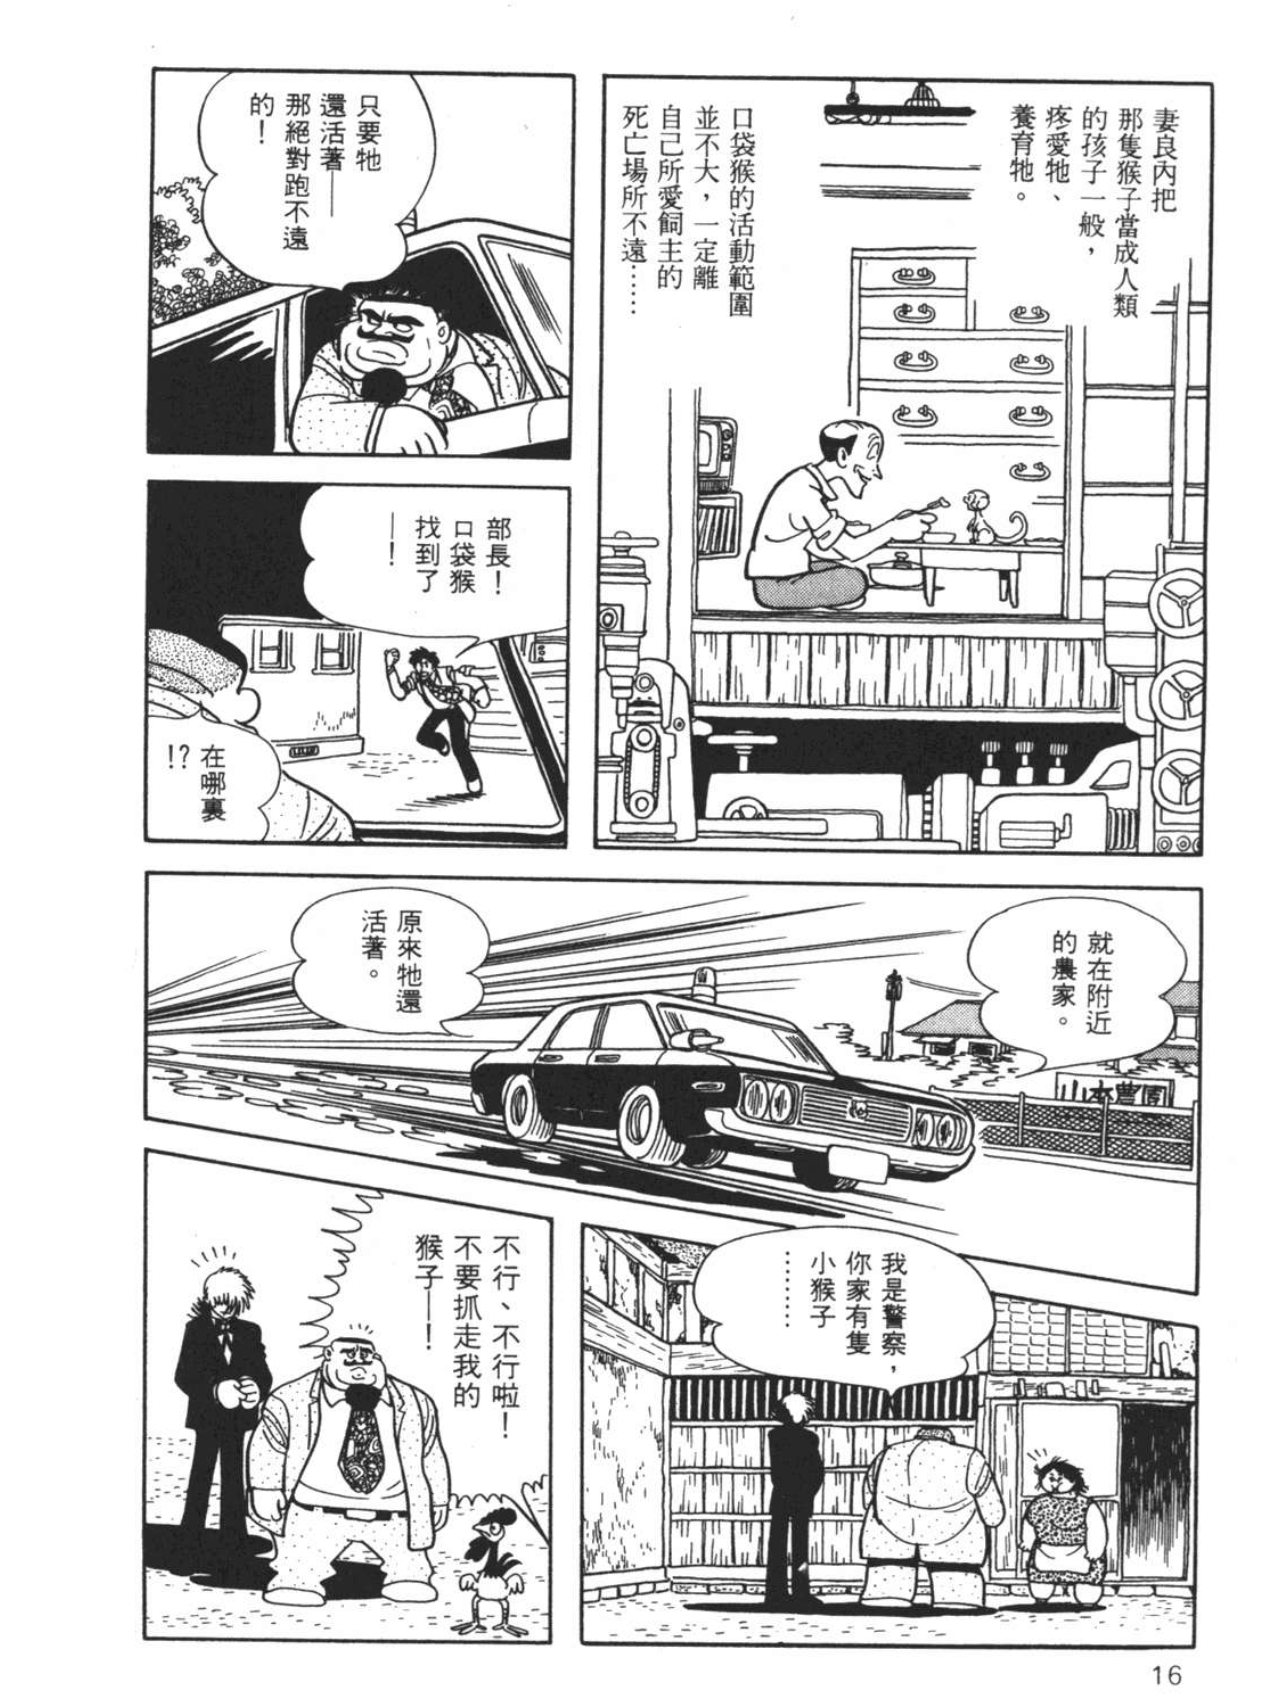 妻良內把
那隻猴子當成人類
的孩子一般，
疼愛牠、
養育牠。
口袋猴的活動範圍
並不大，一定離
自己所愛飼主的
死亡場所不遠……
只要牠
還活著──
那絕對跑不遠
的！
部長！
口袋猴
找到了
──！
在哪裏
!?
就在附近
的農家。
原來牠還
活著。
山本農園
我是警察，
你家有隻
小猴子
………
不行、不行啦！
不要抓走我的
猴子──！
16